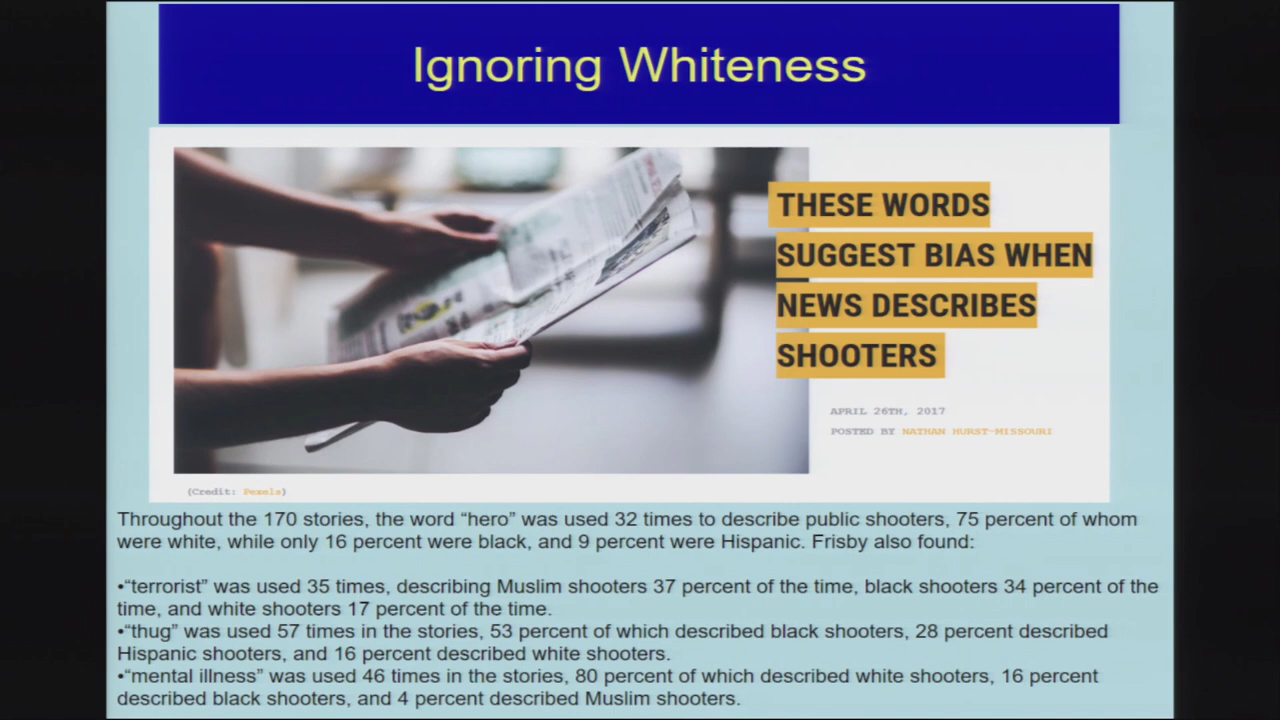 Ignoring Whiteness
THESE WORDS
SUGGEST BIAS WHEN
NEWS DESCRIBES
SHOOTERS
APRIL 26TH, 2017
POSTED BY NATHAN HURST-MISSOURI
(Credit: Pexels)
Throughout the 170 stories, the word “hero” was used 32 times to describe public shooters, 75 percent of whom
were white, while only 16 percent were black, and 9 percent were Hispanic. Frisby also found:
•“terrorist” was used 35 times, describing Muslim shooters 37 percent of the time, black shooters 34 percent of the
time, and white shooters 17 percent of the time.
•“thug” was used 57 times in the stories, 53 percent of which described black shooters, 28 percent described
Hispanic shooters, and 16 percent described white shooters.
•“mental illness” was used 46 times in the stories, 80 percent of which described white shooters, 16 percent
described black shooters, and 4 percent described Muslim shooters.